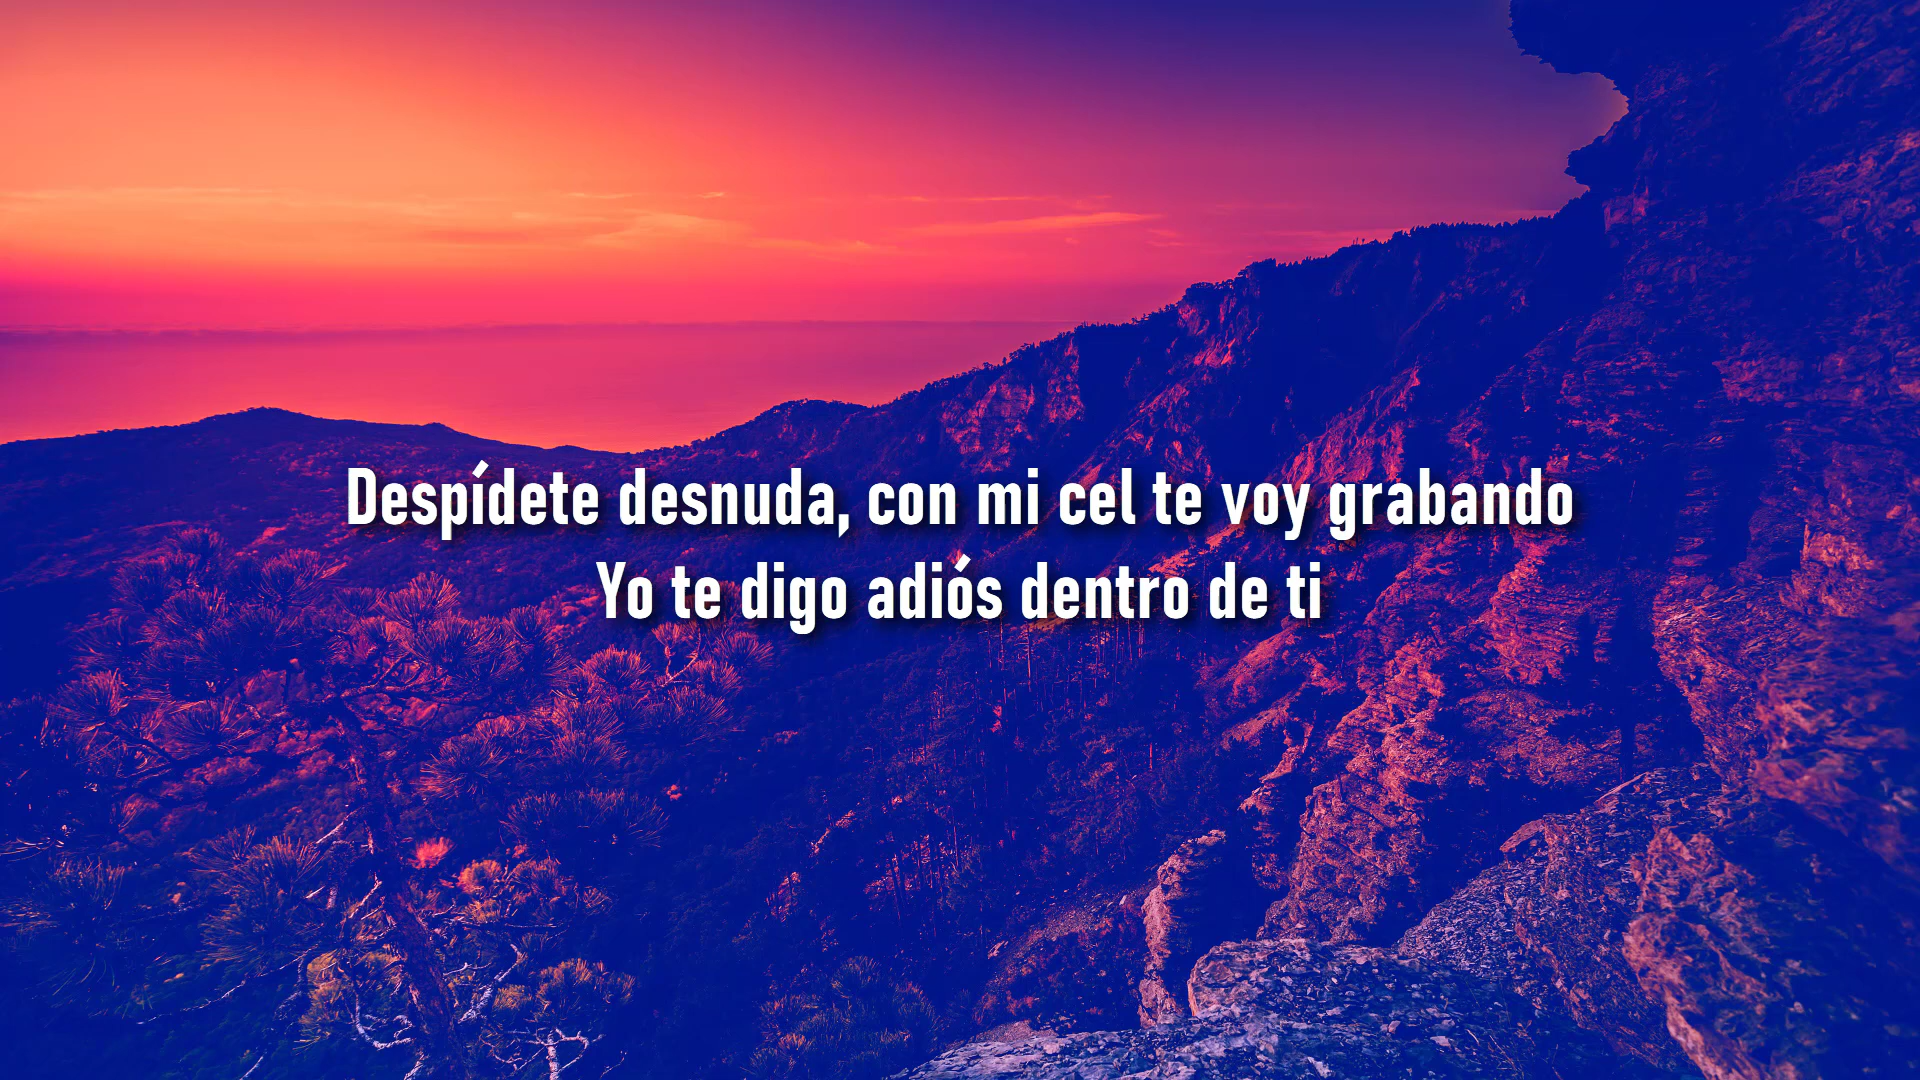 Despídete desnuda, con mi cel te voy grabando
Yo te digo adiós dentro de ti